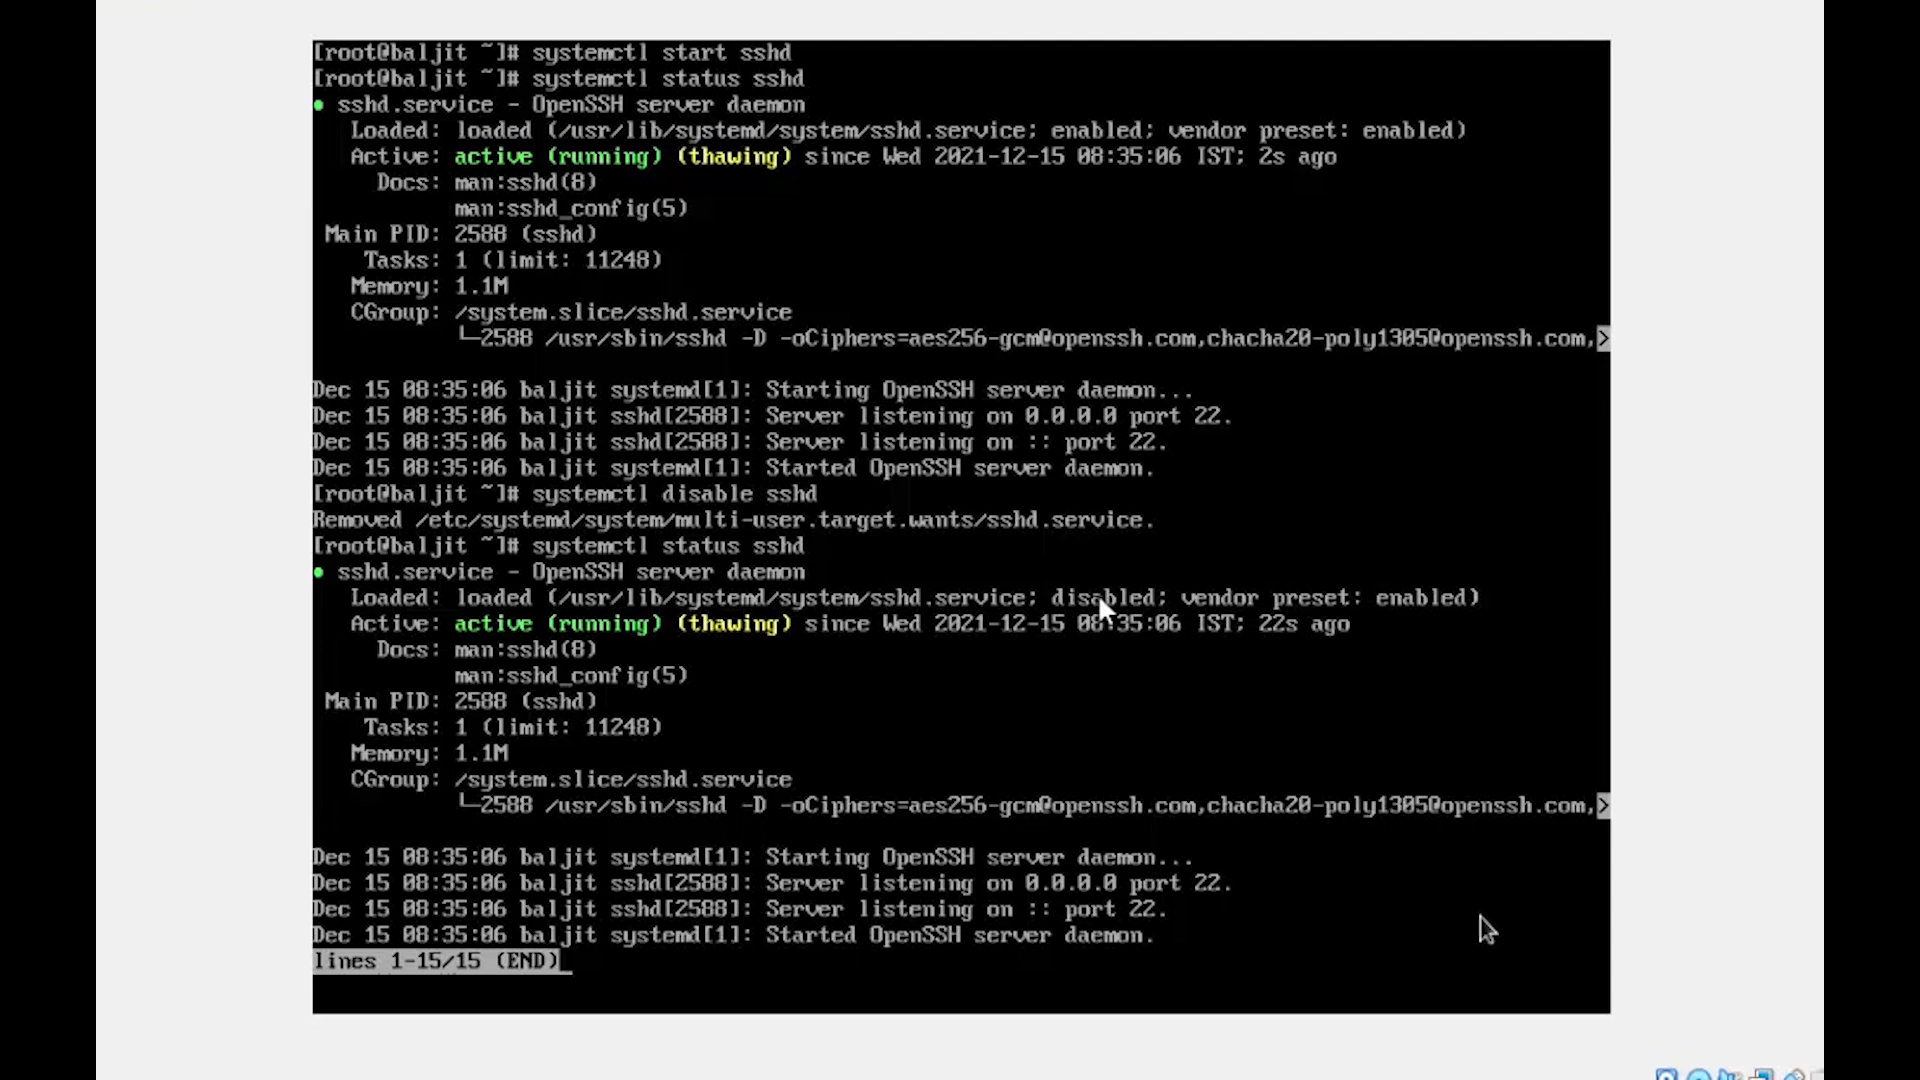 [root@baljit ~]# systemctl start sshd
[root@baljit ~]# systemctl status sshd
● sshd.service - OpenSSH server daemon
Loaded: loaded (/usr/lib/systemd/system/sshd.service; enabled; vendor preset: enabled)
Active: active (running) (thawing) since Wed 2021-12-15 08:35:06 IST; 2s ago
Docs: man:sshd(8)
man:sshd_config(5)
Main PID: 2588 (sshd)
Tasks: 1 (limit: 11248)
Memory: 1.1M
CGroup: /system.slice/sshd.service
└─2588 /usr/sbin/sshd -D -oCiphers=aes256-gcm@openssh.com,chacha20-poly1305@openssh.com,>
Dec 15 08:35:06 baljit systemd[1]: Starting OpenSSH server daemon...
Dec 15 08:35:06 baljit sshd[2588]: Server listening on 0.0.0.0 port 22.
Dec 15 08:35:06 baljit sshd[2588]: Server listening on :: port 22.
Dec 15 08:35:06 baljit systemd[1]: Started OpenSSH server daemon.
[root@baljit ~]# systemctl disable sshd
Removed /etc/systemd/system/multi-user.target.wants/sshd.service.
[root@baljit ~]# systemctl status sshd
● sshd.service - OpenSSH server daemon
Loaded: loaded (/usr/lib/systemd/system/sshd.service; disabled; vendor preset: enabled)
Active: active (running) (thawing) since Wed 2021-12-15 08:35:06 IST; 22s ago
Docs: man:sshd(8)
man:sshd_config(5)
Main PID: 2588 (sshd)
Tasks: 1 (limit: 11248)
Memory: 1.1M
CGroup: /system.slice/sshd.service
└─2588 /usr/sbin/sshd -D -oCiphers=aes256-gcm@openssh.com,chacha20-poly1305@openssh.com,>
Dec 15 08:35:06 baljit systemd[1]: Starting OpenSSH server daemon...
Dec 15 08:35:06 baljit sshd[2588]: Server listening on 0.0.0.0 port 22.
Dec 15 08:35:06 baljit sshd[2588]: Server listening on :: port 22.
Dec 15 08:35:06 baljit systemd[1]: Started OpenSSH server daemon.
lines 1-15/15 (END)